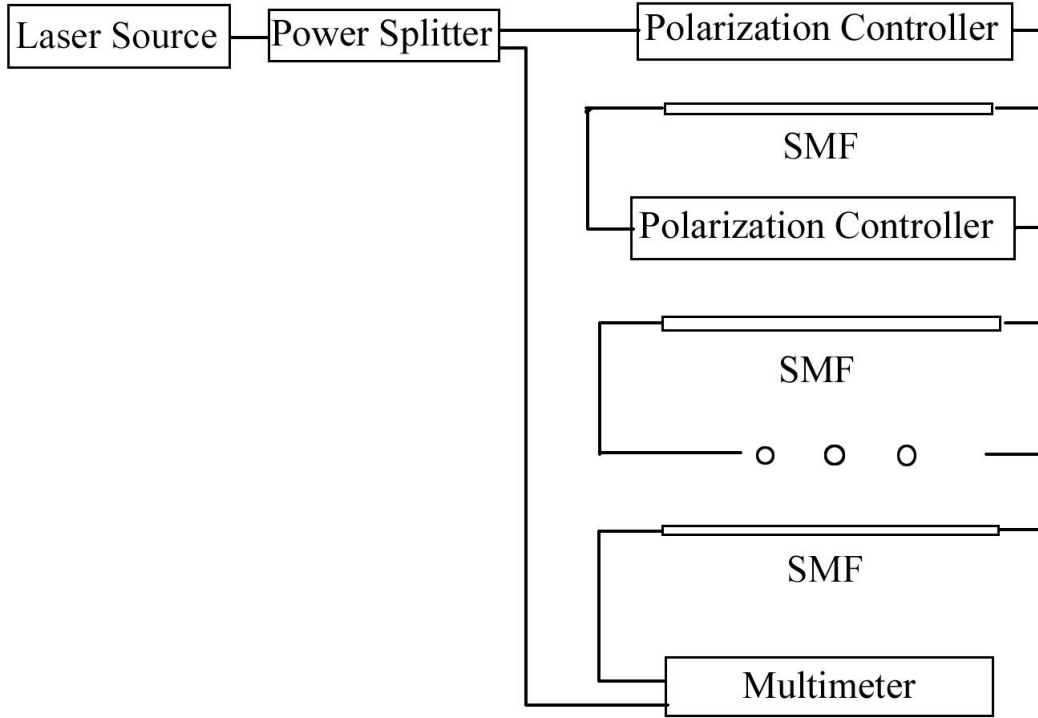 Laser Source
Power Splitter
Polarization Controller
SMF
Polarization Controller
SMF
SMF
Multimeter